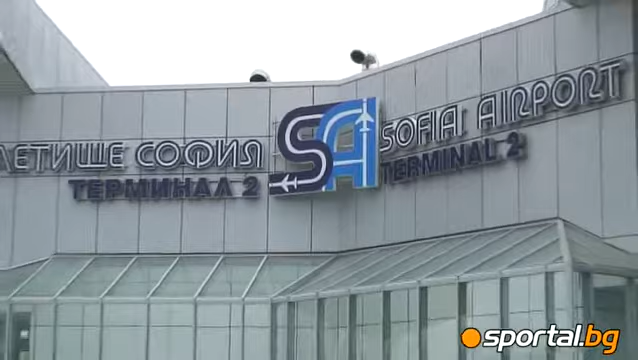 ЛЕТИЩЕ СОФИЯ
ТЕРМИНАЛ 2
SA
SOFIA AIRPORT
TERMINAL 2
sportal.bg